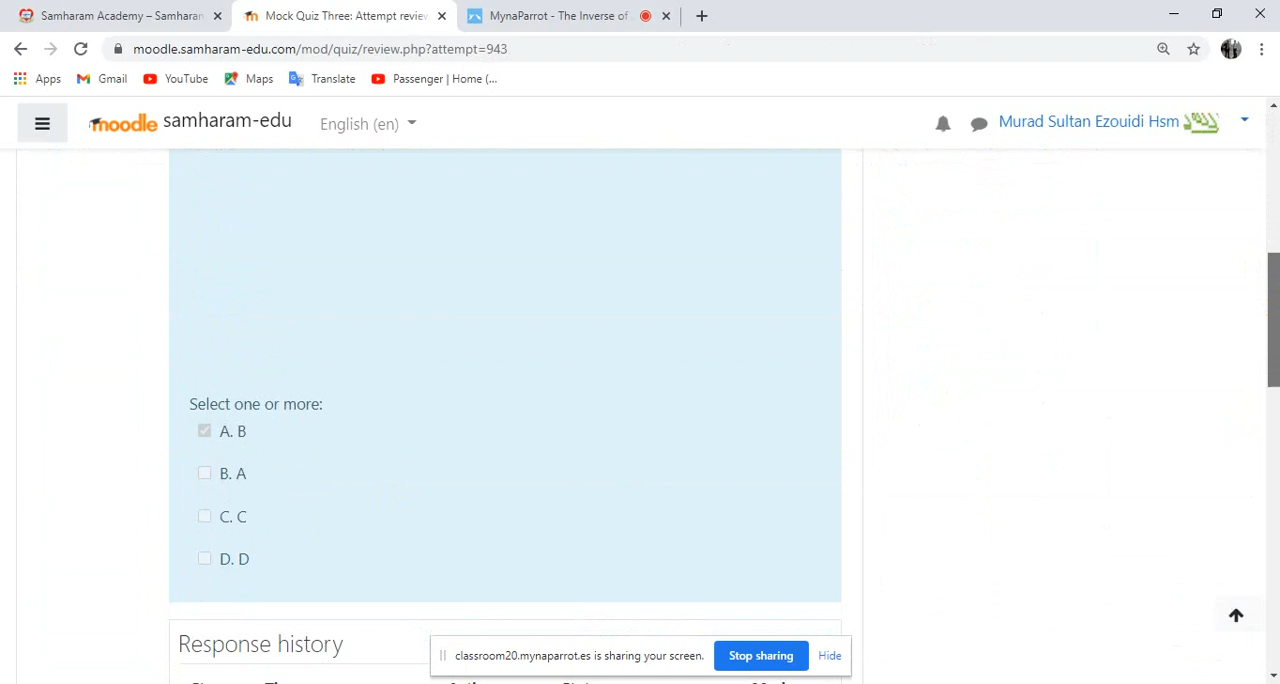 Samharam Academy – Samharan
Mock Quiz Three: Attempt review
MynaParrot - The Inverse of
moodle.samharam-edu.com/mod/quiz/review.php?attempt=943
Apps Gmail YouTube Maps Translate Passenger | Home (...
moodle samharam-edu English (en) Murad Sultan Ezouidi Hsm
Select one or more:
A. B
B. A
C. C
D. D
Response history
classroom20.mynaparrot.es is sharing your screen. Stop sharing Hide